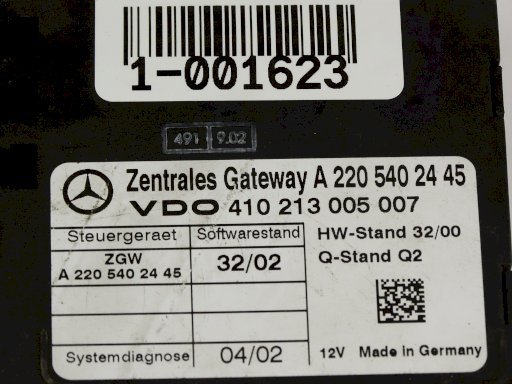 1-001623
491 9.02
Zentrales Gateway A 220 540 24 45
VDO 410 213 005 007
Steuergeraet Softwarestand HW-Stand 32/00
ZGW 32/02 Q-Stand Q2
A 220 540 24 45
Systemdiagnose 04/02 12V Made in Germany